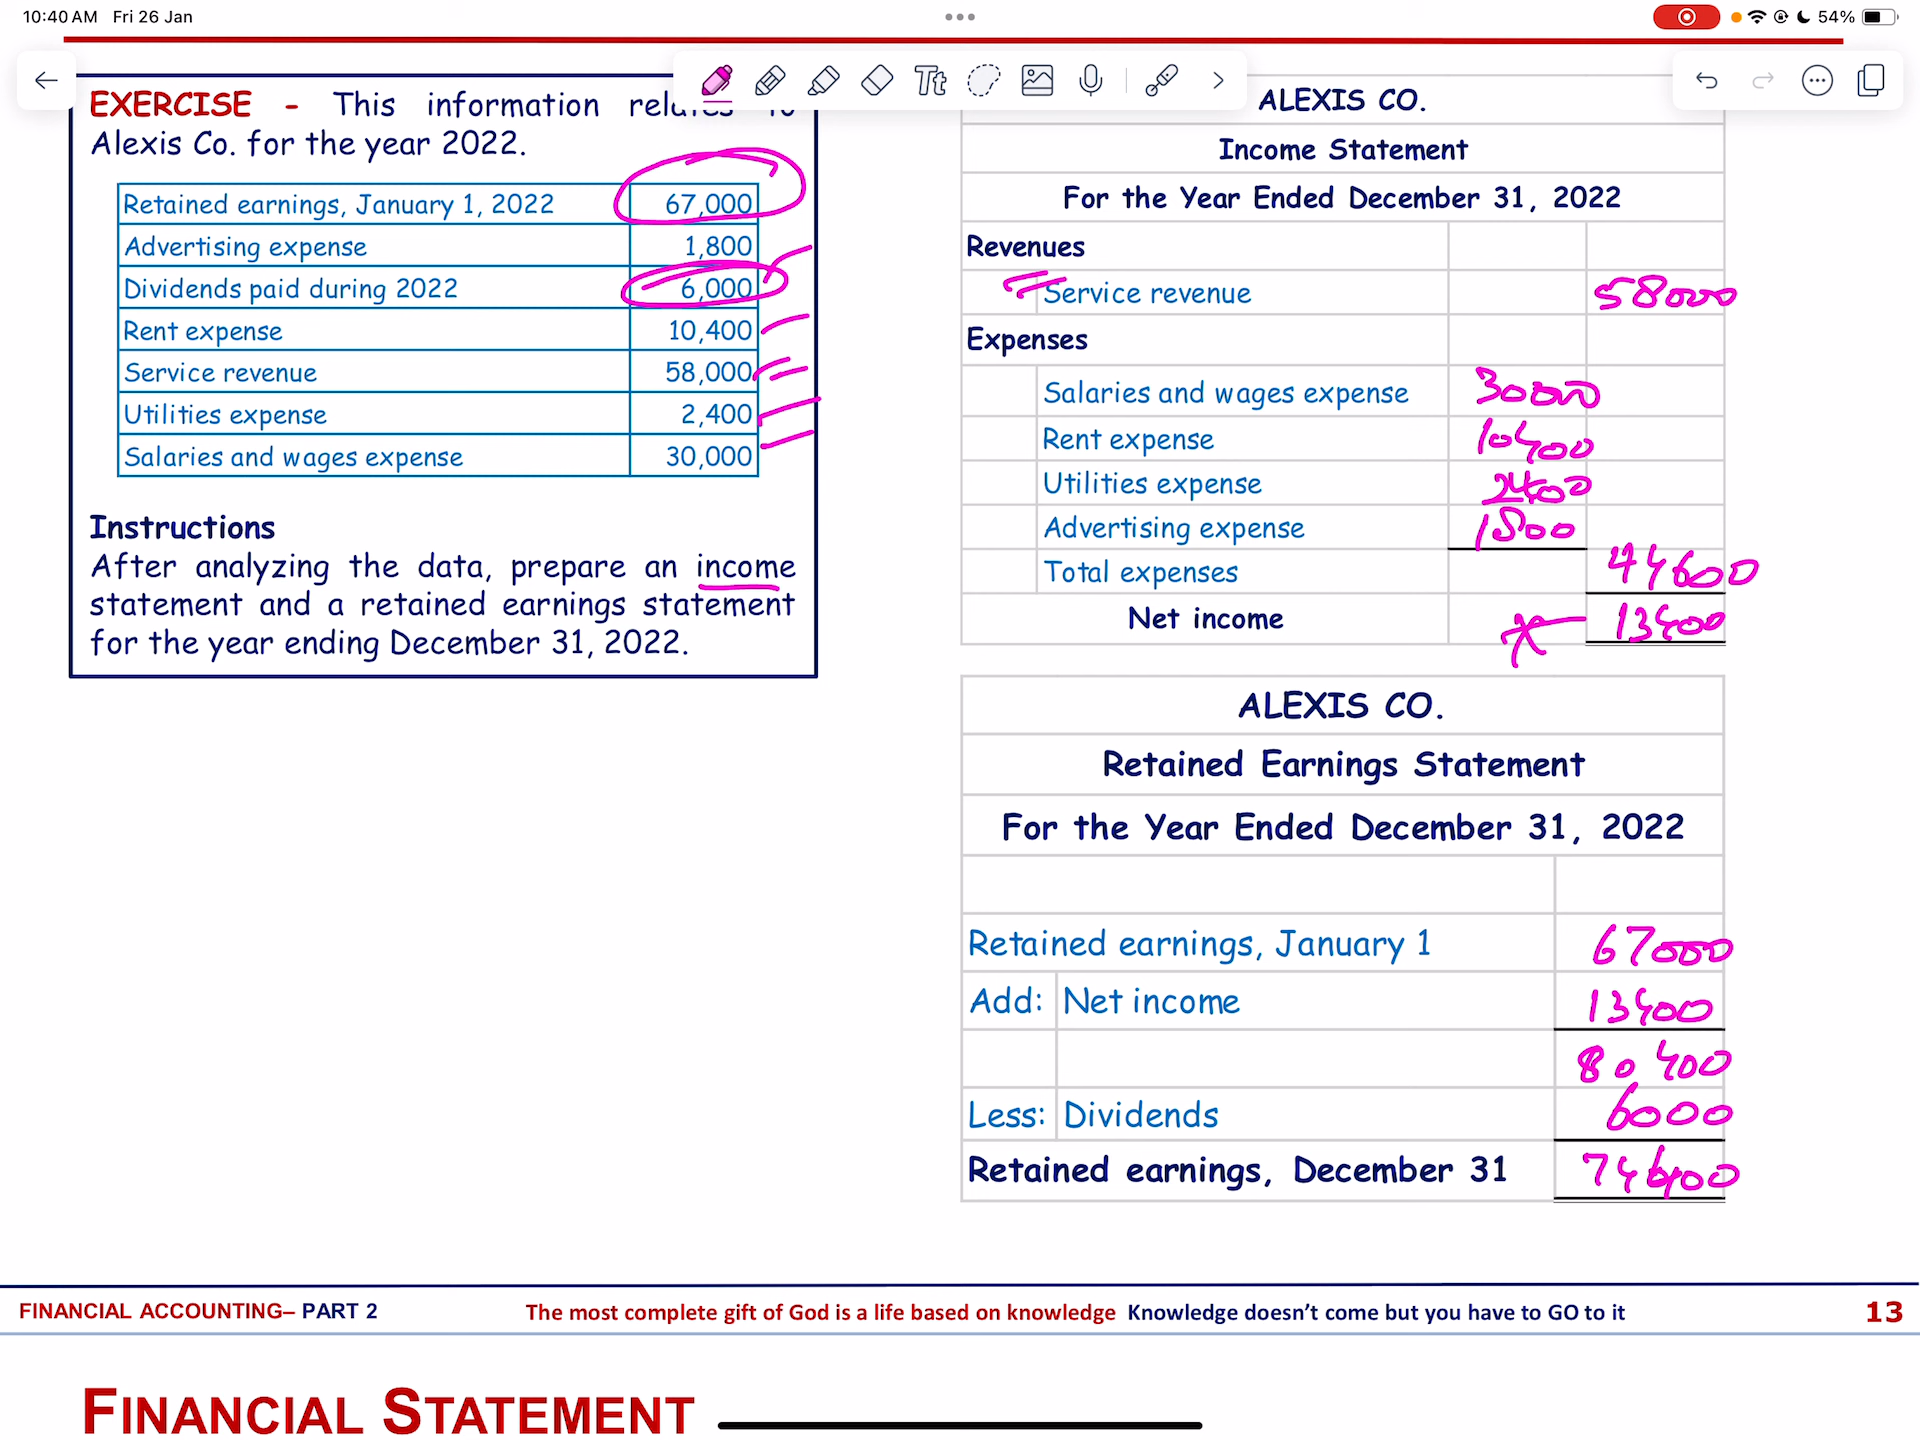 10:40 AM Fri 26 Jan
54%
Tt
EXERCISE - This information relates to
Alexis Co. for the year 2022.
Retained earnings, January 1, 2022 67,000
Advertising expense 1,800
Dividends paid during 2022 6,000
Rent expense 10,400
Service revenue 58,000
Utilities expense 2,400
Salaries and wages expense 30,000
Instructions
After analyzing the data, prepare an income
statement and a retained earnings statement
for the year ending December 31, 2022.
ALEXIS CO.
Income Statement
For the Year Ended December 31, 2022
Revenues
Service revenue 58000
Expenses
Salaries and wages expense 30000
Rent expense 10400
Utilities expense 2400
Advertising expense 1800
Total expenses 44600
Net income 13400
ALEXIS CO.
Retained Earnings Statement
For the Year Ended December 31, 2022
Retained earnings, January 1 67000
Add: Net income 13400
80400
Less: Dividends 6000
Retained earnings, December 31 74400
FINANCIAL ACCOUNTING– PART 2 The most complete gift of God is a life based on knowledge Knowledge doesn't come but you have to GO to it 13
FINANCIAL STATEMENT